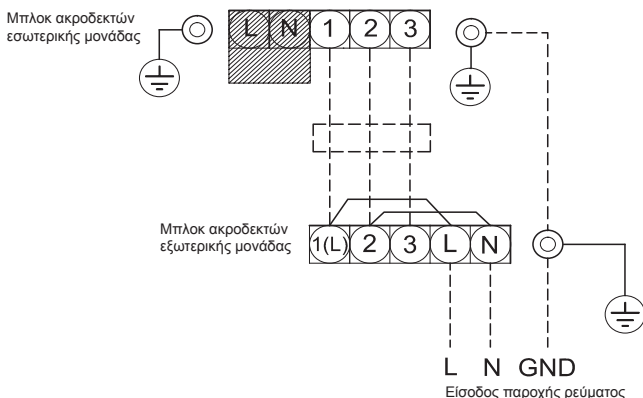 Μπλοκ ακροδεκτών
εσωτερικής μονάδας
L N 1 2 3
Μπλοκ ακροδεκτών
εξωτερικής μονάδας
1(L) 2 3 L N
L N GND
Είσοδος παροχής ρεύματος